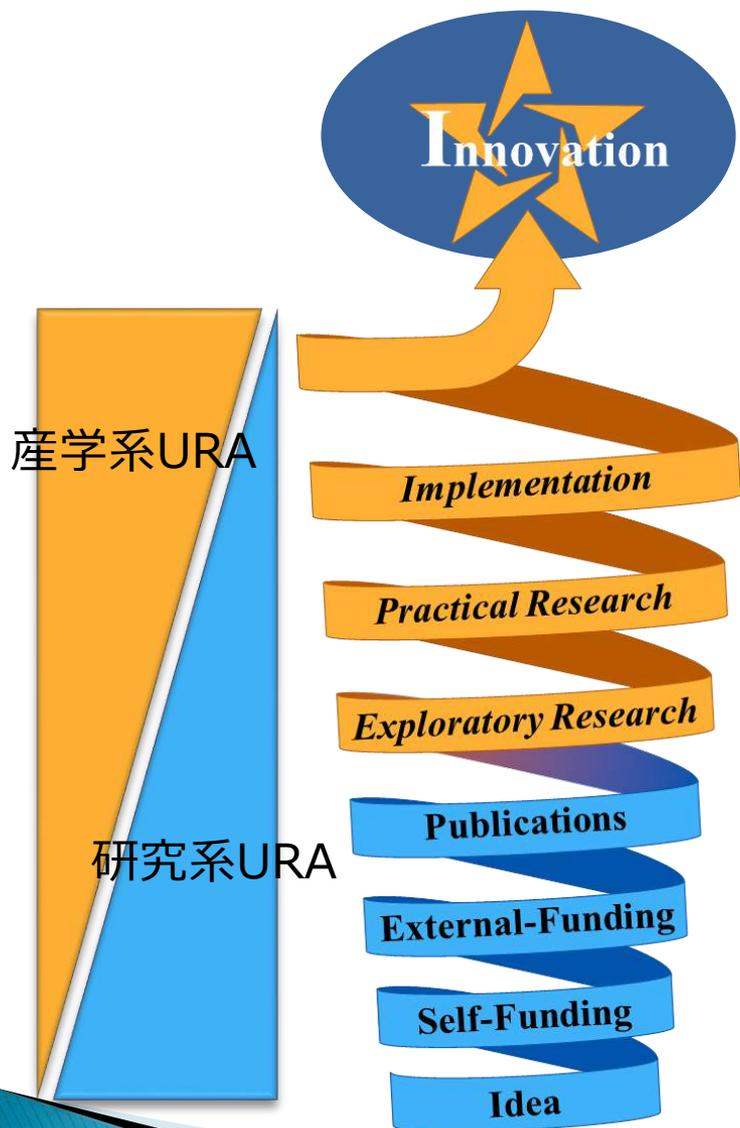 Innovation
産学系URA
Implementation
Practical Research
Exploratory Research
Publications
研究系URA
External-Funding
Self-Funding
Idea